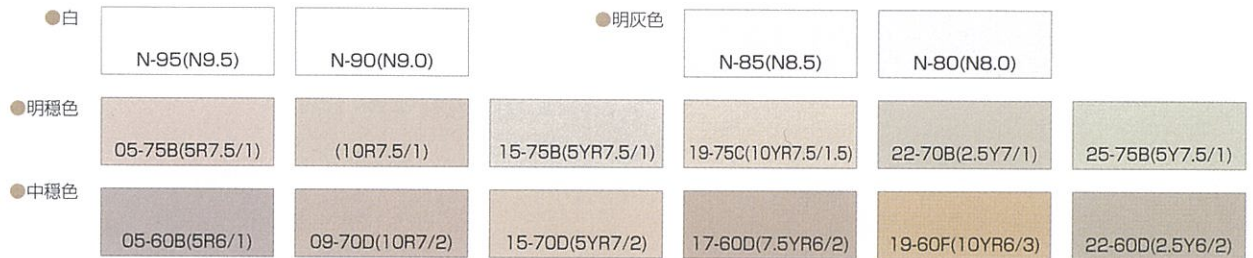 ●白 N-95(N9.5) N-90(N9.0) ●明灰色 N-85(N8.5) N-80(N8.0)
●明穏色 05-75B(5R7.5/1) (10R7.5/1) 15-75B(5YR7.5/1) 19-75C(10YR7.5/1.5) 22-70B(2.5Y7/1) 25-75B(5Y7.5/1)
●中穏色 05-60B(5R6/1) 09-70D(10R7/2) 15-70D(5YR7/2) 17-60D(7.5YR6/2) 19-60F(10YR6/3) 22-60D(2.5Y6/2)